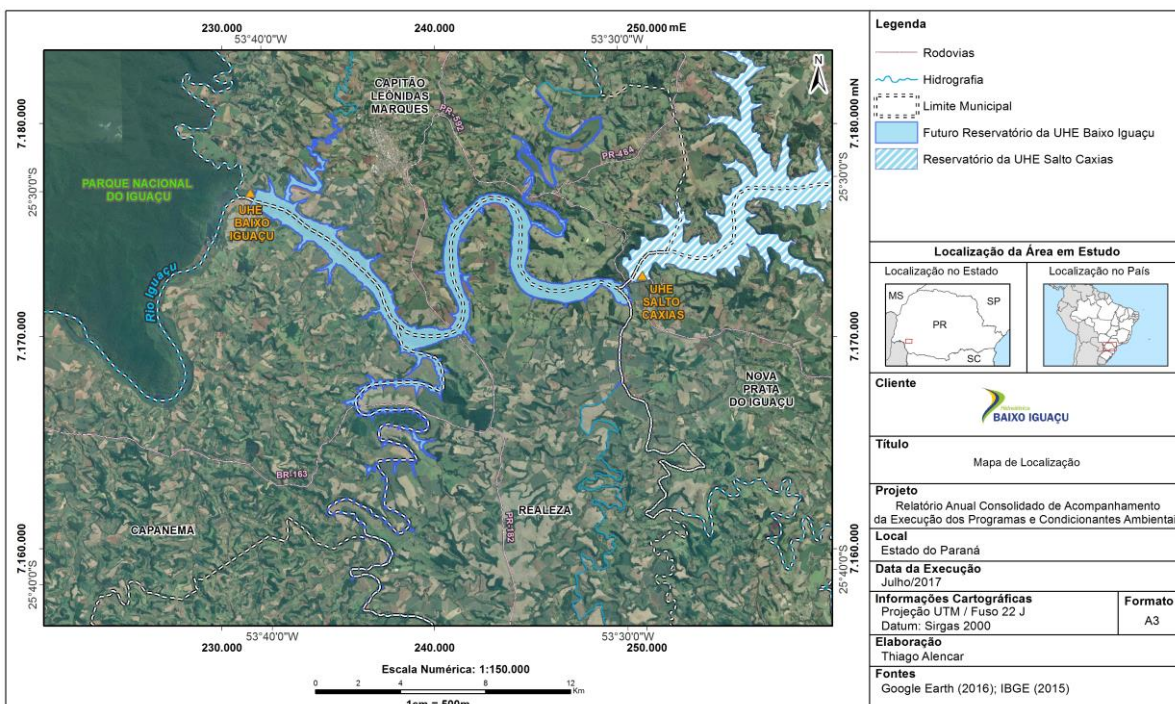 230.000
240.000
250.000 mE
53°40'0"W
53°30'0"W
7.180.000 mN
7.180.000
25°30'0"S
25°30'0"S
7.170.000
7.170.000
7.160.000
7.160.000
25°40'0"S
25°40'0"S
N
CAPITÃO
LEÔNIDAS
MARQUES
PR-592
PR-484
PARQUE NACIONAL
DO IGUAÇU
UHE
BAIXO
IGUAÇU
Rio Iguaçu
UHE
SALTO
CAXIAS
NOVA
PRATA
DO IGUAÇU
BR-163
REALEZA
CAPANEMA
PR-182
53°40'0"W
53°30'0"W
230.000
240.000
250.000
Escala Numérica: 1:150.000
0 2 4 8 12
Km
1cm = 500m
Legenda
Rodovias
Hidrografia
Limite Municipal
Futuro Reservatório da UHE Baixo Iguaçu
Reservatório da UHE Salto Caxias
Localização da Área em Estudo
Localização no Estado
Localização no País
MS
SP
PR
SC
Cliente
Hidrelétrica
BAIXO IGUAÇU
Título
Mapa de Localização
Projeto
Relatório Anual Consolidado de Acompanhamento
da Execução dos Programas e Condicionantes Ambientai
Local
Estado do Paraná
Data da Execução
Julho/2017
Informações Cartográficas
Projeção UTM / Fuso 22 J
Datum: Sirgas 2000
Formato
A3
Elaboração
Thiago Alencar
Fontes
Google Earth (2016); IBGE (2015)